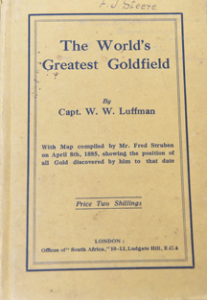 F J Steere
The World's
Greatest Goldfield
By
Capt. W. W. Luffman
With Map compiled by Mr. Fred Struben
on April 8th, 1885, showing the position of
all Gold discovered by him to that date
Price Two Shillings
LONDON:
Offices of "South Africa," 10-13, Ludgate Hill, E.C.4